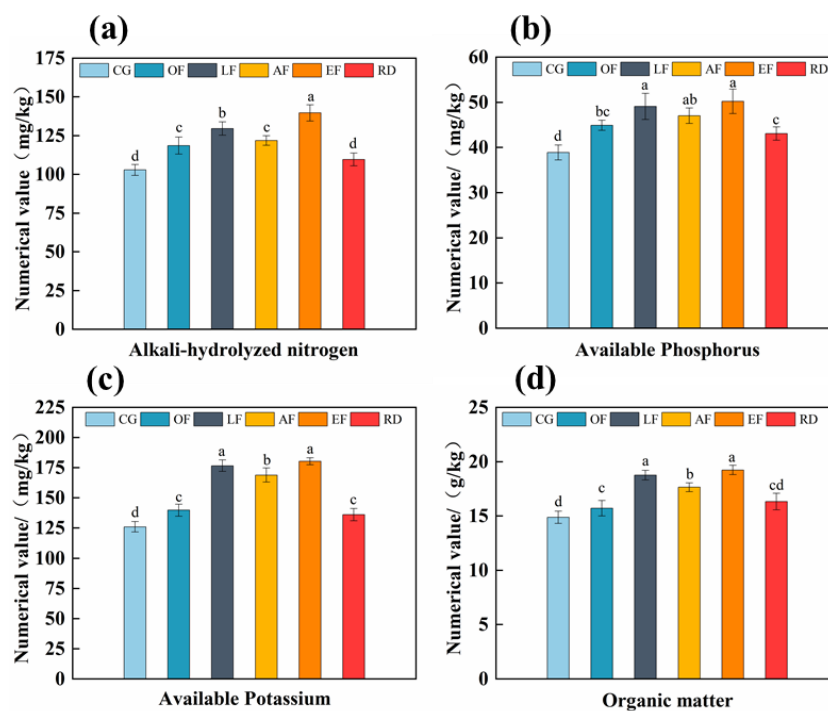 (a)
Numerical value（mg/kg）
175
150
125
100
75
50
25
0
CG OF LF AF EF RD
d c b c a d
Alkali-hydrolyzed nitrogen
(b)
Numerical value/（mg/kg）
60
50
40
30
20
10
0
CG OF LF AF EF RD
d bc a ab a c
Available Phosphorus
(c)
Numerical value/（mg/kg）
225
200
175
150
125
100
75
50
25
0
CG OF LF AF EF RD
d c a b a c
Available Potassium
(d)
Numerical value/（g/kg）
25
20
15
10
5
0
CG OF LF AF EF RD
d c a b a cd
Organic matter